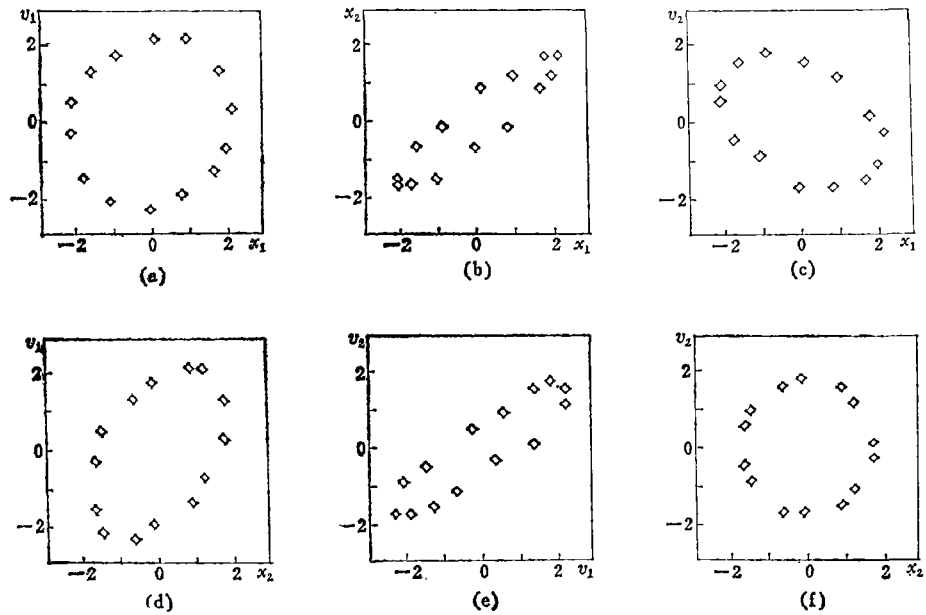 v₁ x₂ v₂
2 2 2
0 0 0
−2 −2 −2
−2 0 2 x₁ −2 0 2 x₁ −2 0 2 x₁
(a) (b) (c)
v₁ v₂ v₂
2 2 2
0 0 0
−2 −2 −2
−2 0 2 x₂ −2 0 2 v₁ −2 0 2 x₂
(d) (e) (f)